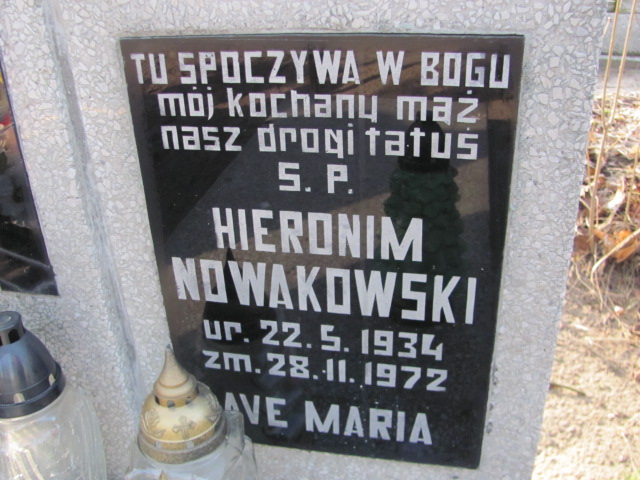 TU SPOCZYWA W BOGU
mój kochany mąż
nasz drogi tatuś
Ś. P.
HIERONIM
NOWAKOWSKI
ur. 22. 5. 1934
zm. 28. 11. 1972
AVE MARIA